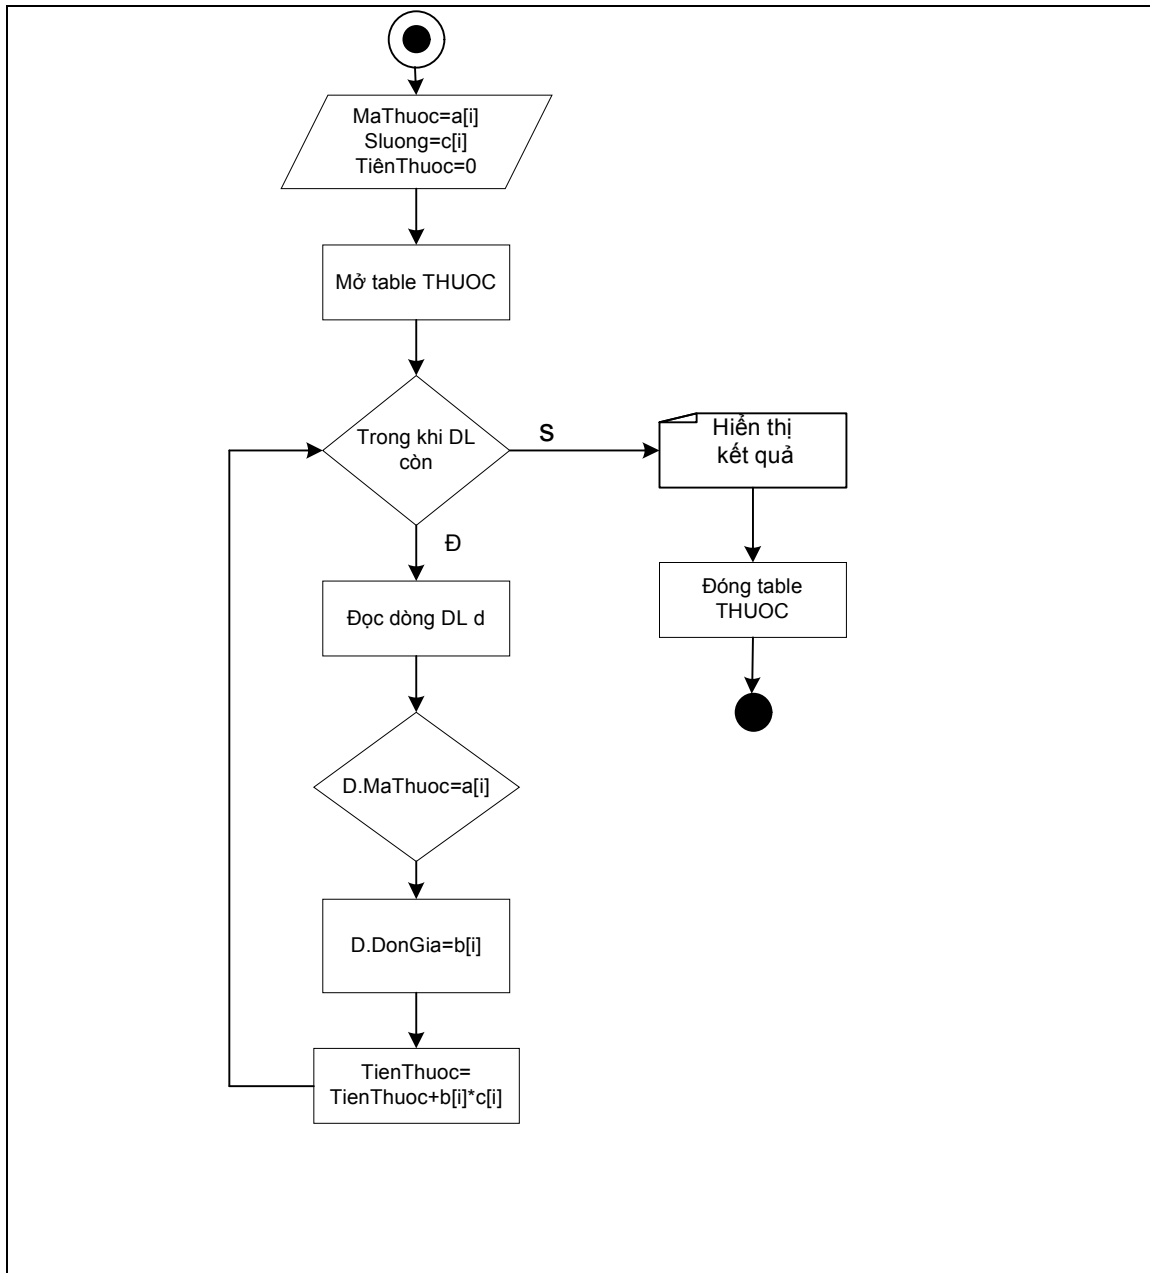 MaThuoc=a[i]
Sluong=c[i]
TiênThuoc=0
Mở table THUOC
Trong khi DL
còn
S
Hiển thị
kết quả
Đ
Đóng table
THUOC
Đọc dòng DL d
D.MaThuoc=a[i]
D.DonGia=b[i]
TienThuoc=
TienThuoc+b[i]*c[i]